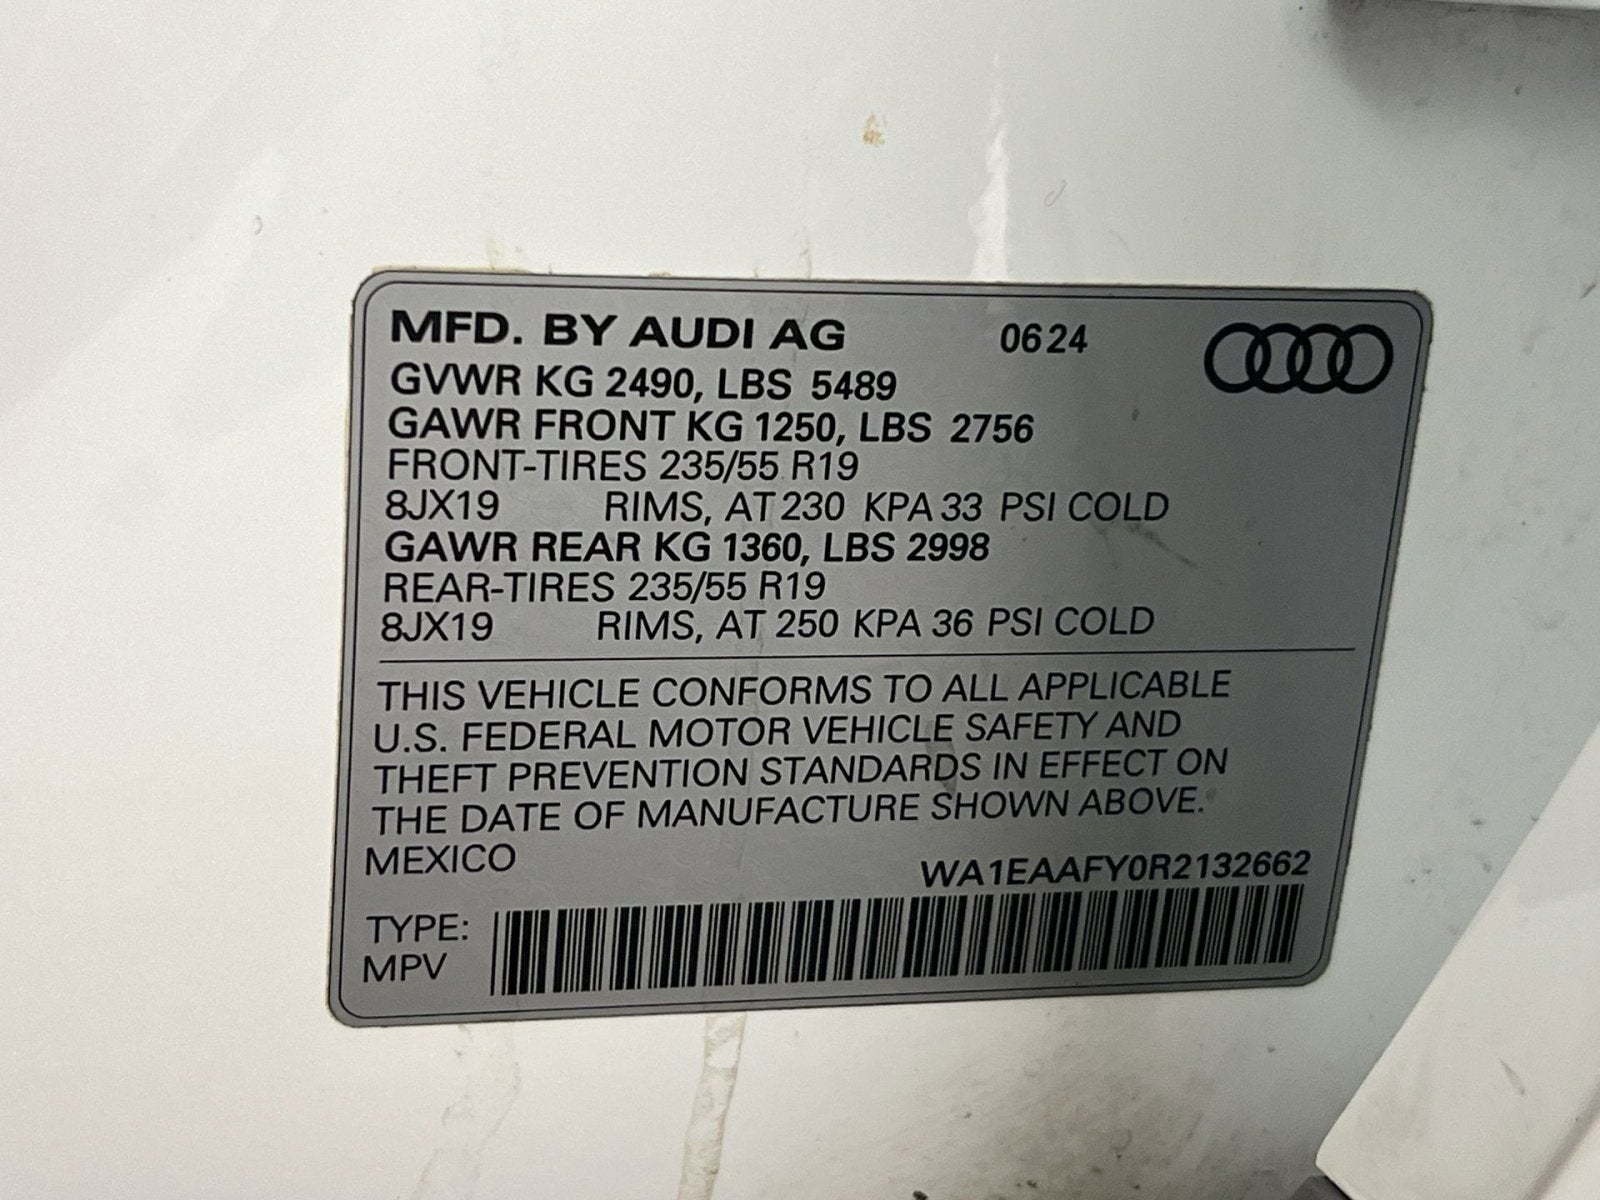 MFD. BY AUDI AG 0624
GVWR KG 2490, LBS 5489
GAWR FRONT KG 1250, LBS 2756
FRONT-TIRES 235/55 R19
8JX19 RIMS, AT 230 KPA 33 PSI COLD
GAWR REAR KG 1360, LBS 2998
REAR-TIRES 235/55 R19
8JX19 RIMS, AT 250 KPA 36 PSI COLD
THIS VEHICLE CONFORMS TO ALL APPLICABLE
U.S. FEDERAL MOTOR VEHICLE SAFETY AND
THEFT PREVENTION STANDARDS IN EFFECT ON
THE DATE OF MANUFACTURE SHOWN ABOVE.
MEXICO WA1EAAFY0R2132662
TYPE:
MPV